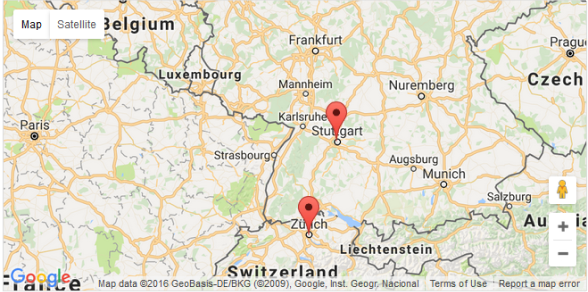 Map Satellite
Belgium
Frankfurt
Prague
Luxembourg
Mannheim
Nuremberg
Czech
Paris
Karlsruhe
Stuttgart
Strasbourg
Augsburg
Munich
Salzburg
Zürich
Liechtenstein
Switzerland
France
Google
Map data ©2016 GeoBasis-DE/BKG (©2009), Google, Inst. Geogr. Nacional Terms of Use Report a map error